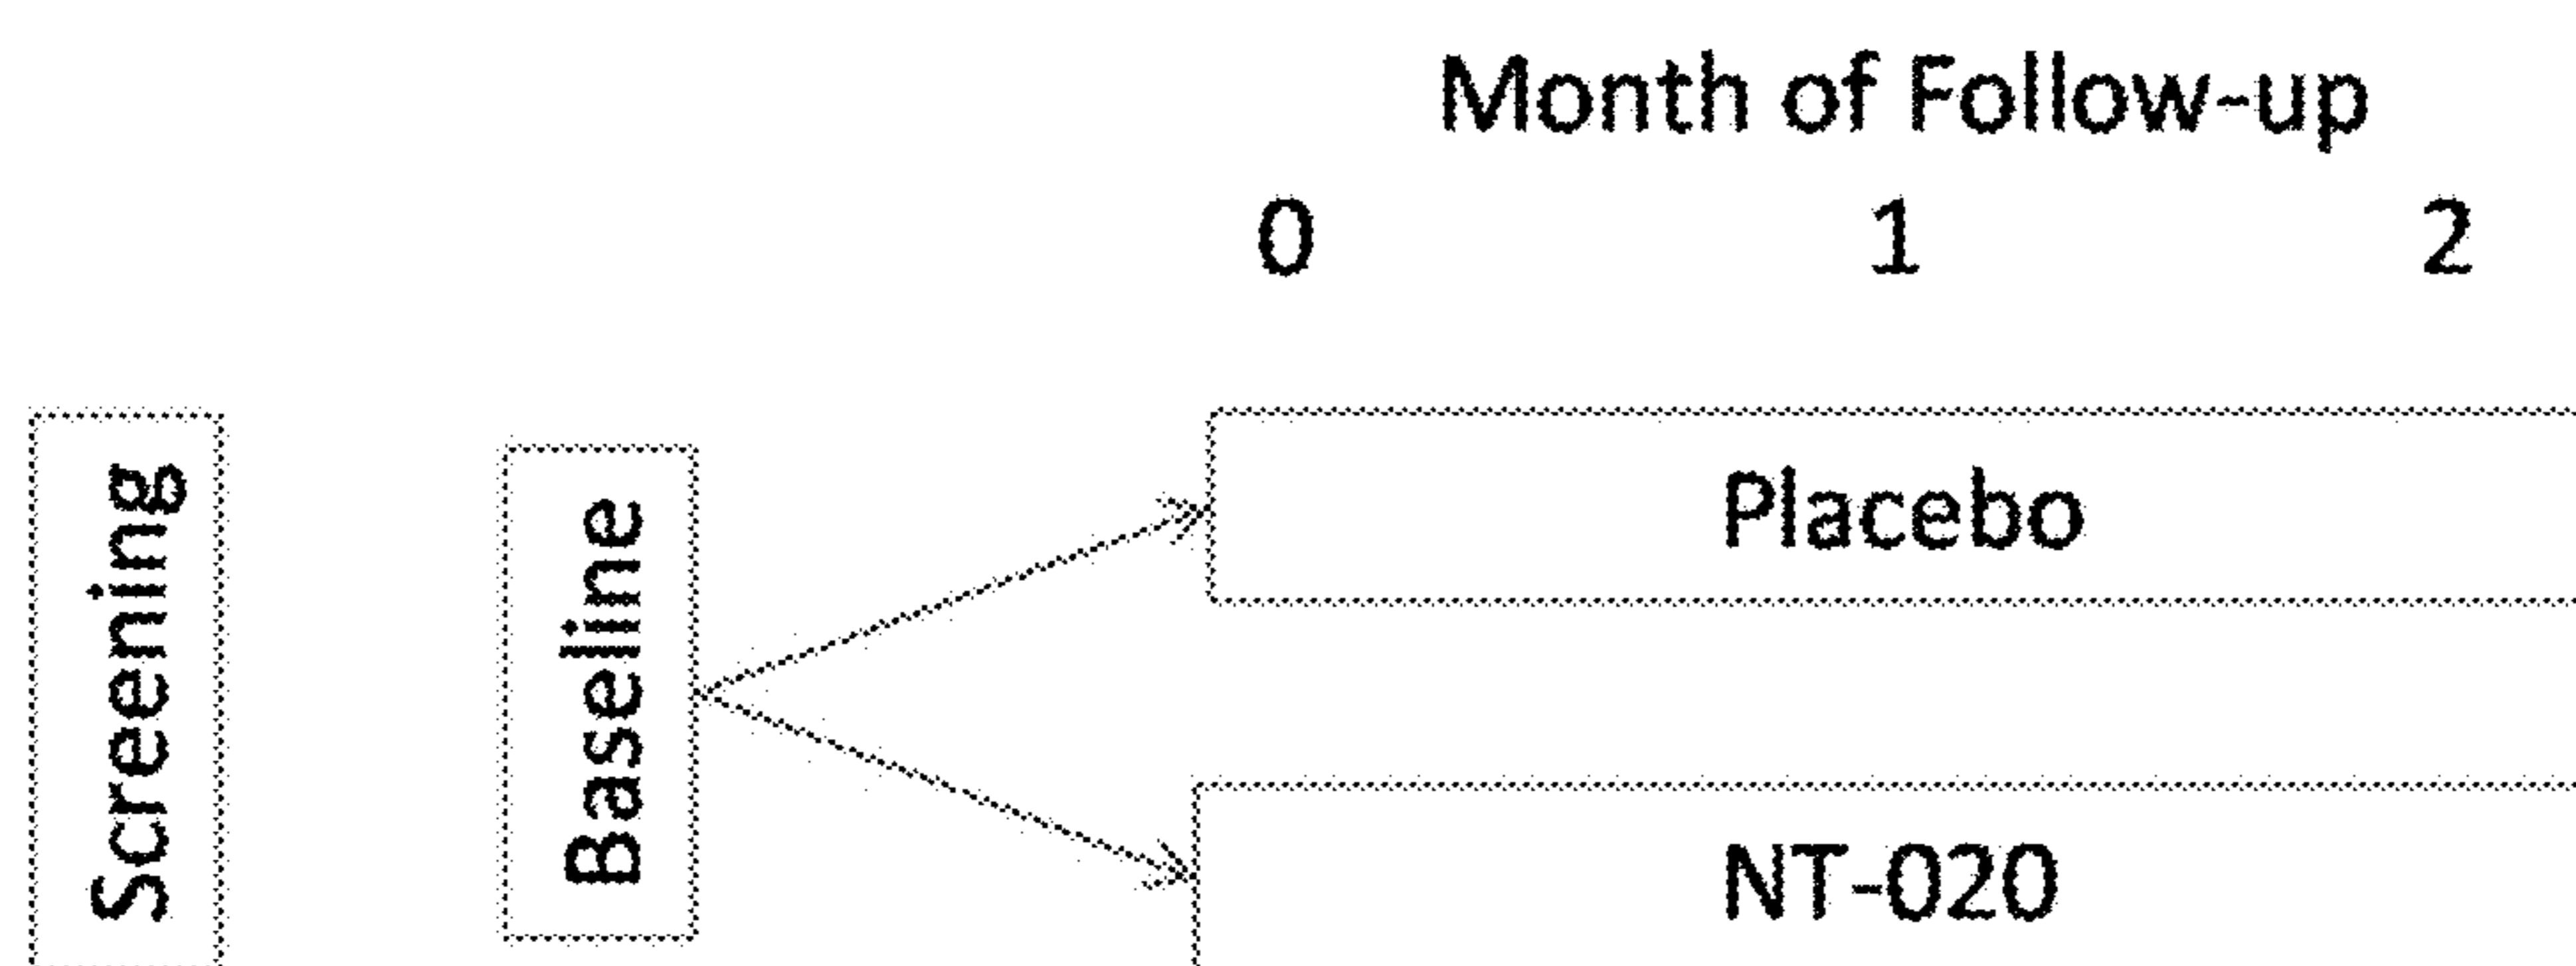 Month of Follow-up
0 1 2
Screening
Baseline
Placebo
NT-020